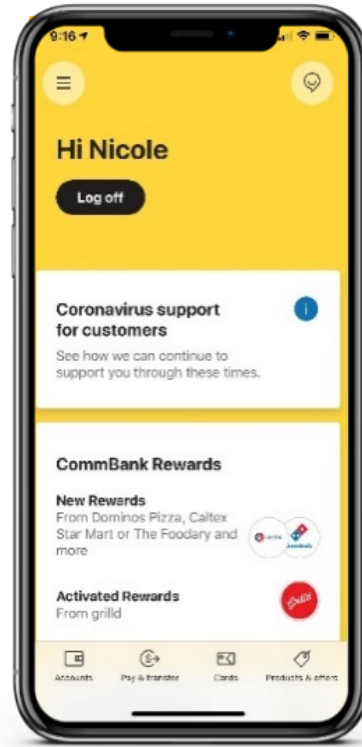 9:16
Hi Nicole
Log off
Coronavirus support
for customers
See how we can continue to
support you through these times.
CommBank Rewards
New Rewards
From Dominos Pizza, Caltex
Star Mart or The Foodary and
more
Activated Rewards
From grilld
Grill'd
Accounts
Pay & transfer
Cards
Products & offers